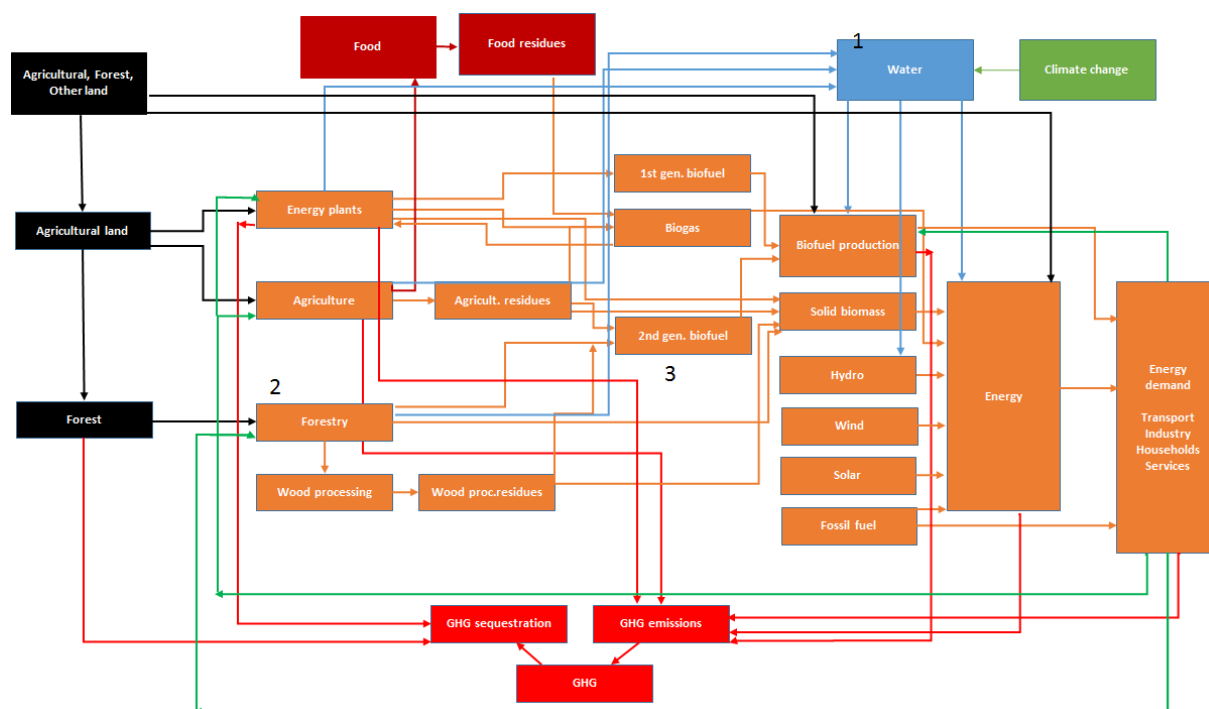 Food
Food residues
1
Water
Climate change
Agricultural, Forest,
Other land
1st gen. biofuel
Energy plants
Agricultural land
Biogas
Biofuel production
Agriculture
Agricult. residues
Solid biomass
2nd gen. biofuel
3
Hydro
Energy
Energy
demand
Transport
Industry
Households
Services
2
Forest
Forestry
Wind
Solar
Wood processing
Wood proc.residues
Fossil fuel
GHG sequestration
GHG emissions
GHG